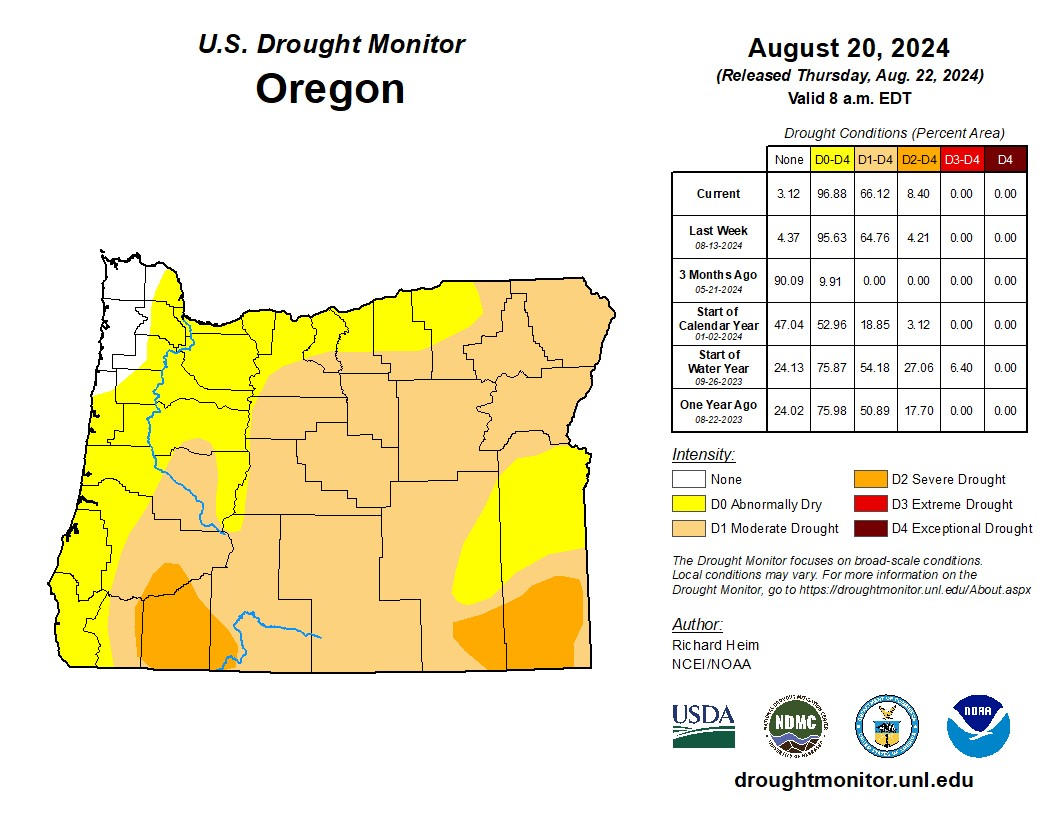 U.S. Drought Monitor
Oregon
August 20, 2024
(Released Thursday, Aug. 22, 2024)
Valid 8 a.m. EDT
Drought Conditions (Percent Area)
None D0-D4 D1-D4 D2-D4 D3-D4 D4
Current 3.12 96.88 66.12 8.40 0.00 0.00
Last Week
08-13-2024 4.37 95.63 64.76 4.21 0.00 0.00
3 Months Ago
05-21-2024 90.09 9.91 0.00 0.00 0.00 0.00
Start of
Calendar Year
01-02-2024 47.04 52.96 18.85 3.12 0.00 0.00
Start of
Water Year
09-26-2023 24.13 75.87 54.18 27.06 6.40 0.00
One Year Ago
08-22-2023 24.02 75.98 50.89 17.70 0.00 0.00
Intensity:
None
D0 Abnormally Dry
D1 Moderate Drought
D2 Severe Drought
D3 Extreme Drought
D4 Exceptional Drought
The Drought Monitor focuses on broad-scale conditions.
Local conditions may vary. For more information on the
Drought Monitor, go to https://droughtmonitor.unl.edu/About.aspx
Author:
Richard Heim
NCEI/NOAA
USDA
NDMC
NOAA
droughtmonitor.unl.edu